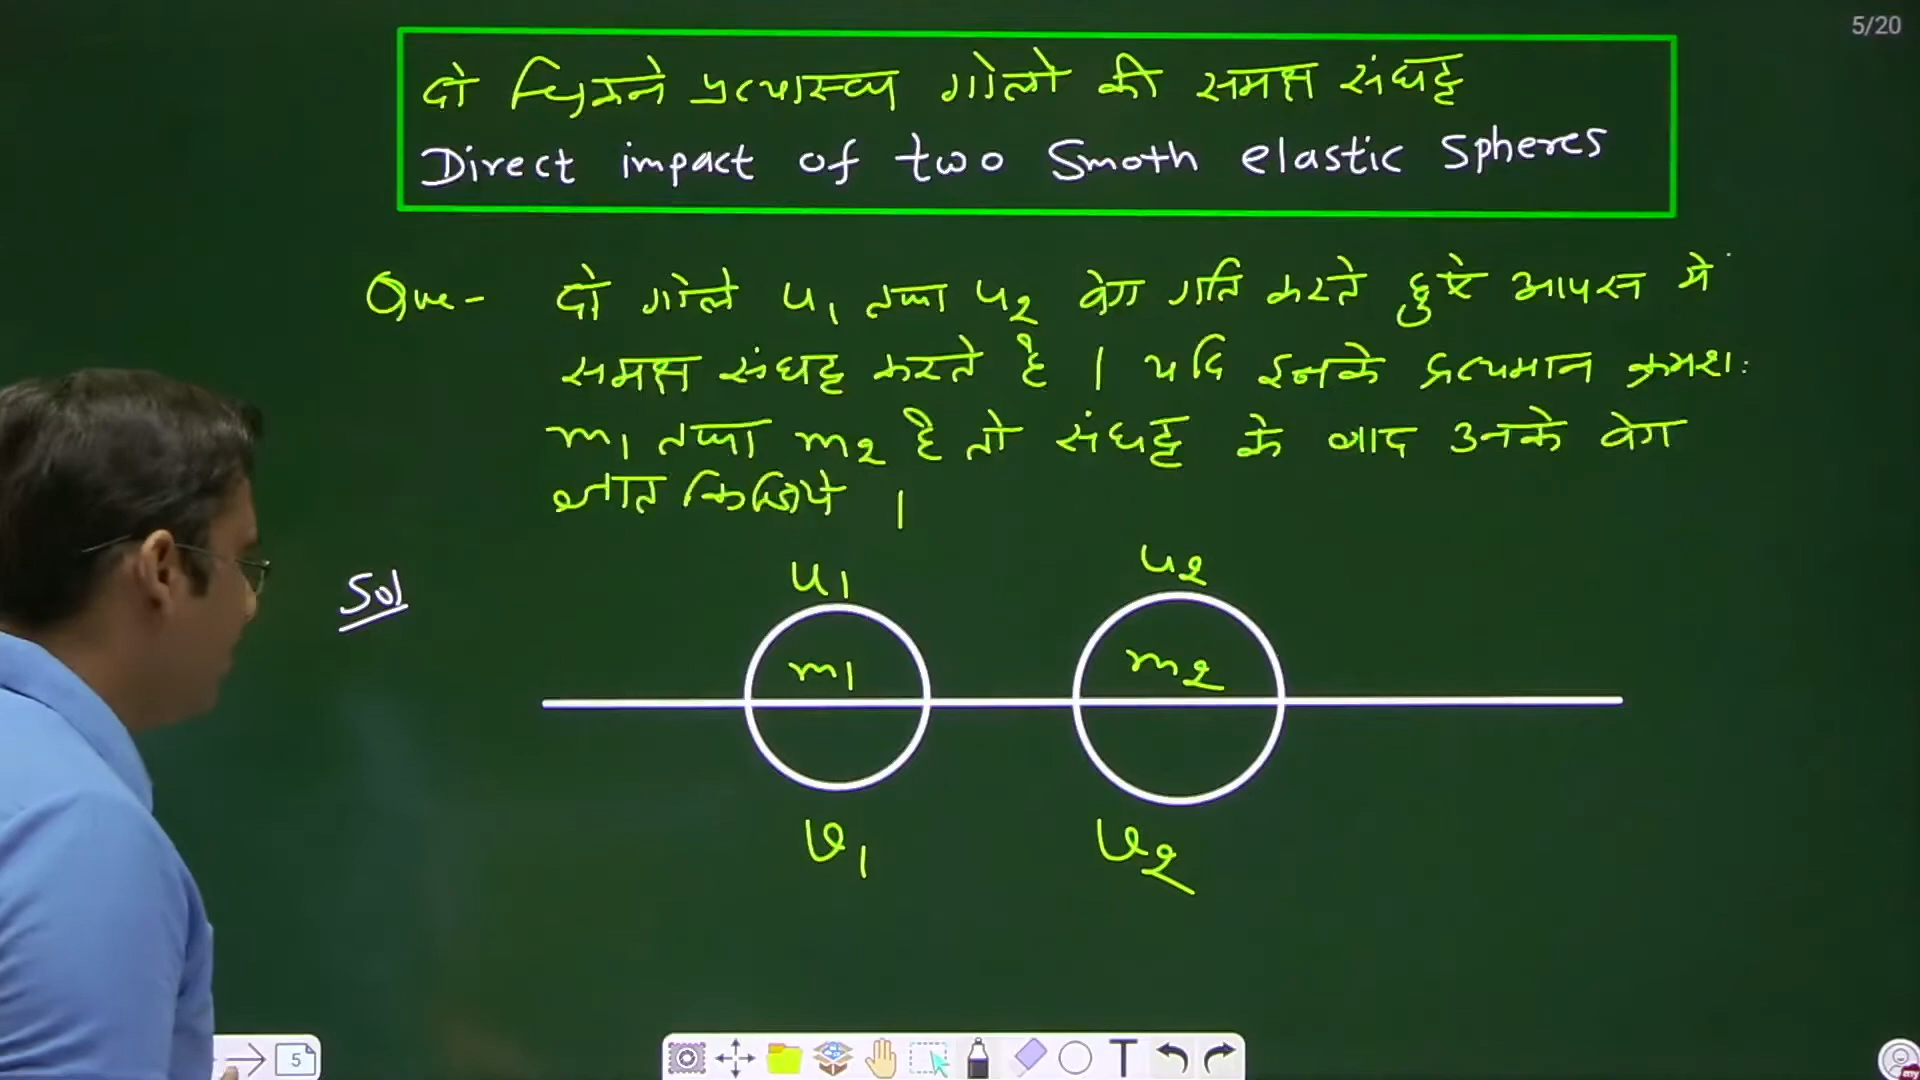 5/20
दो चिकने प्रत्यास्थ गोलो की समक्ष संघट्ट
Direct impact of two Smoth elastic Spheres
Que- दो गोले u₁ तथा u₂ वेग गति करते हुए आपस मे
समक्ष संघट्ट करते है । यदि इनके द्रव्यमान क्रमशः
m₁ तथा m₂ है तो संघट्ट के बाद उनके वेग
ज्ञात किजिये ।
Sol
u₁ u₂
m₁ m₂
v₁ v₂
5
T
my